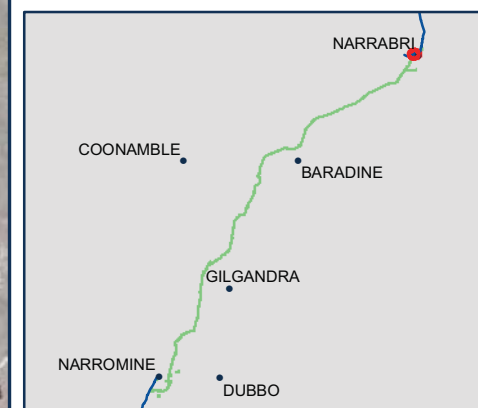 NARRABRI
COONAMBLE
BARADINE
GILGANDRA
NARROMINE
DUBBO